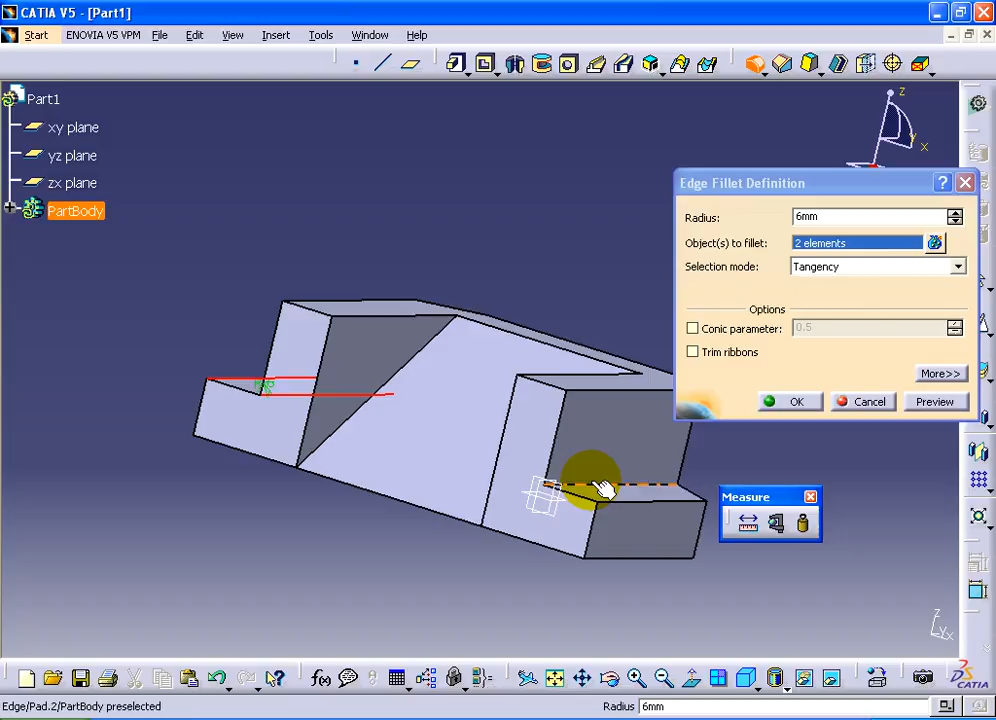 CATIA V5 - [Part1]
Start ENOVIA V5 VPM File Edit View Insert Tools Window Help
Part1
xy plane
yz plane
zx plane
PartBody
z
y
x
Edge Fillet Definition
Radius: 6mm
Object(s) to fillet: 2 elements
Selection mode: Tangency
Options
Conic parameter: 0.5
Trim ribbons
More>>
OK Cancel Preview
Measure
f(x)
DS CATIA
Edge/Pad.2/PartBody preselected
Radius 6mm